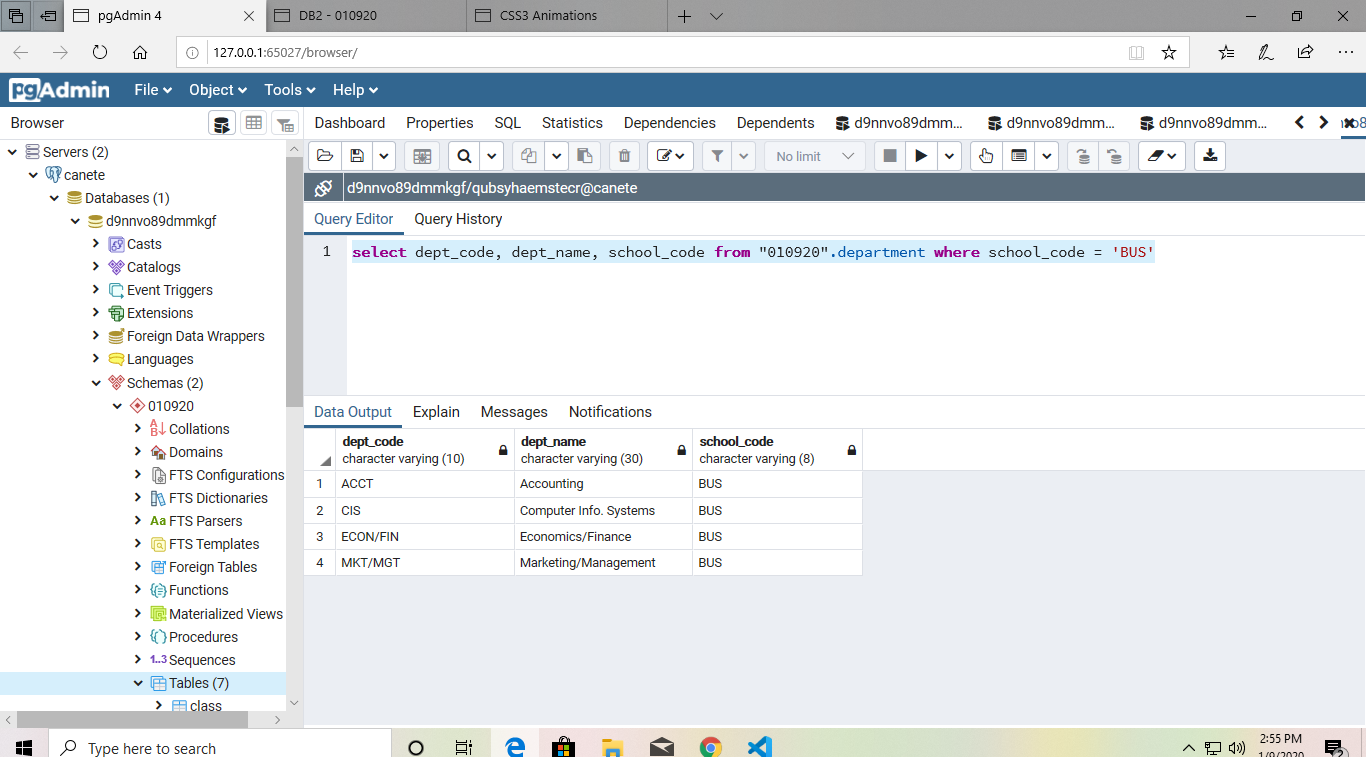 pgAdmin 4
DB2 - 010920
CSS3 Animations
127.0.0.1:65027/browser/
pgAdmin File Object Tools Help
Browser
Dashboard Properties SQL Statistics Dependencies Dependents d9nnvo89dmm... d9nnvo89dmm... d9nnvo89dmm...
No limit
d9nnvo89dmmkgf/qubsyhaemstecr@canete
Query Editor Query History
1 select dept_code, dept_name, school_code from "010920".department where school_code = 'BUS'
Servers (2)
canete
Databases (1)
d9nnvo89dmmkgf
Casts
Catalogs
Event Triggers
Extensions
Foreign Data Wrappers
Languages
Schemas (2)
010920
Collations
Domains
FTS Configurations
FTS Dictionaries
Aa FTS Parsers
FTS Templates
Foreign Tables
Functions
Materialized Views
Procedures
1..3 Sequences
Tables (7)
class
Data Output Explain Messages Notifications
dept_code dept_name school_code
character varying (10) character varying (30) character varying (8)
1 ACCT Accounting BUS
2 CIS Computer Info. Systems BUS
3 ECON/FIN Economics/Finance BUS
4 MKT/MGT Marketing/Management BUS
Type here to search
2:55 PM
2